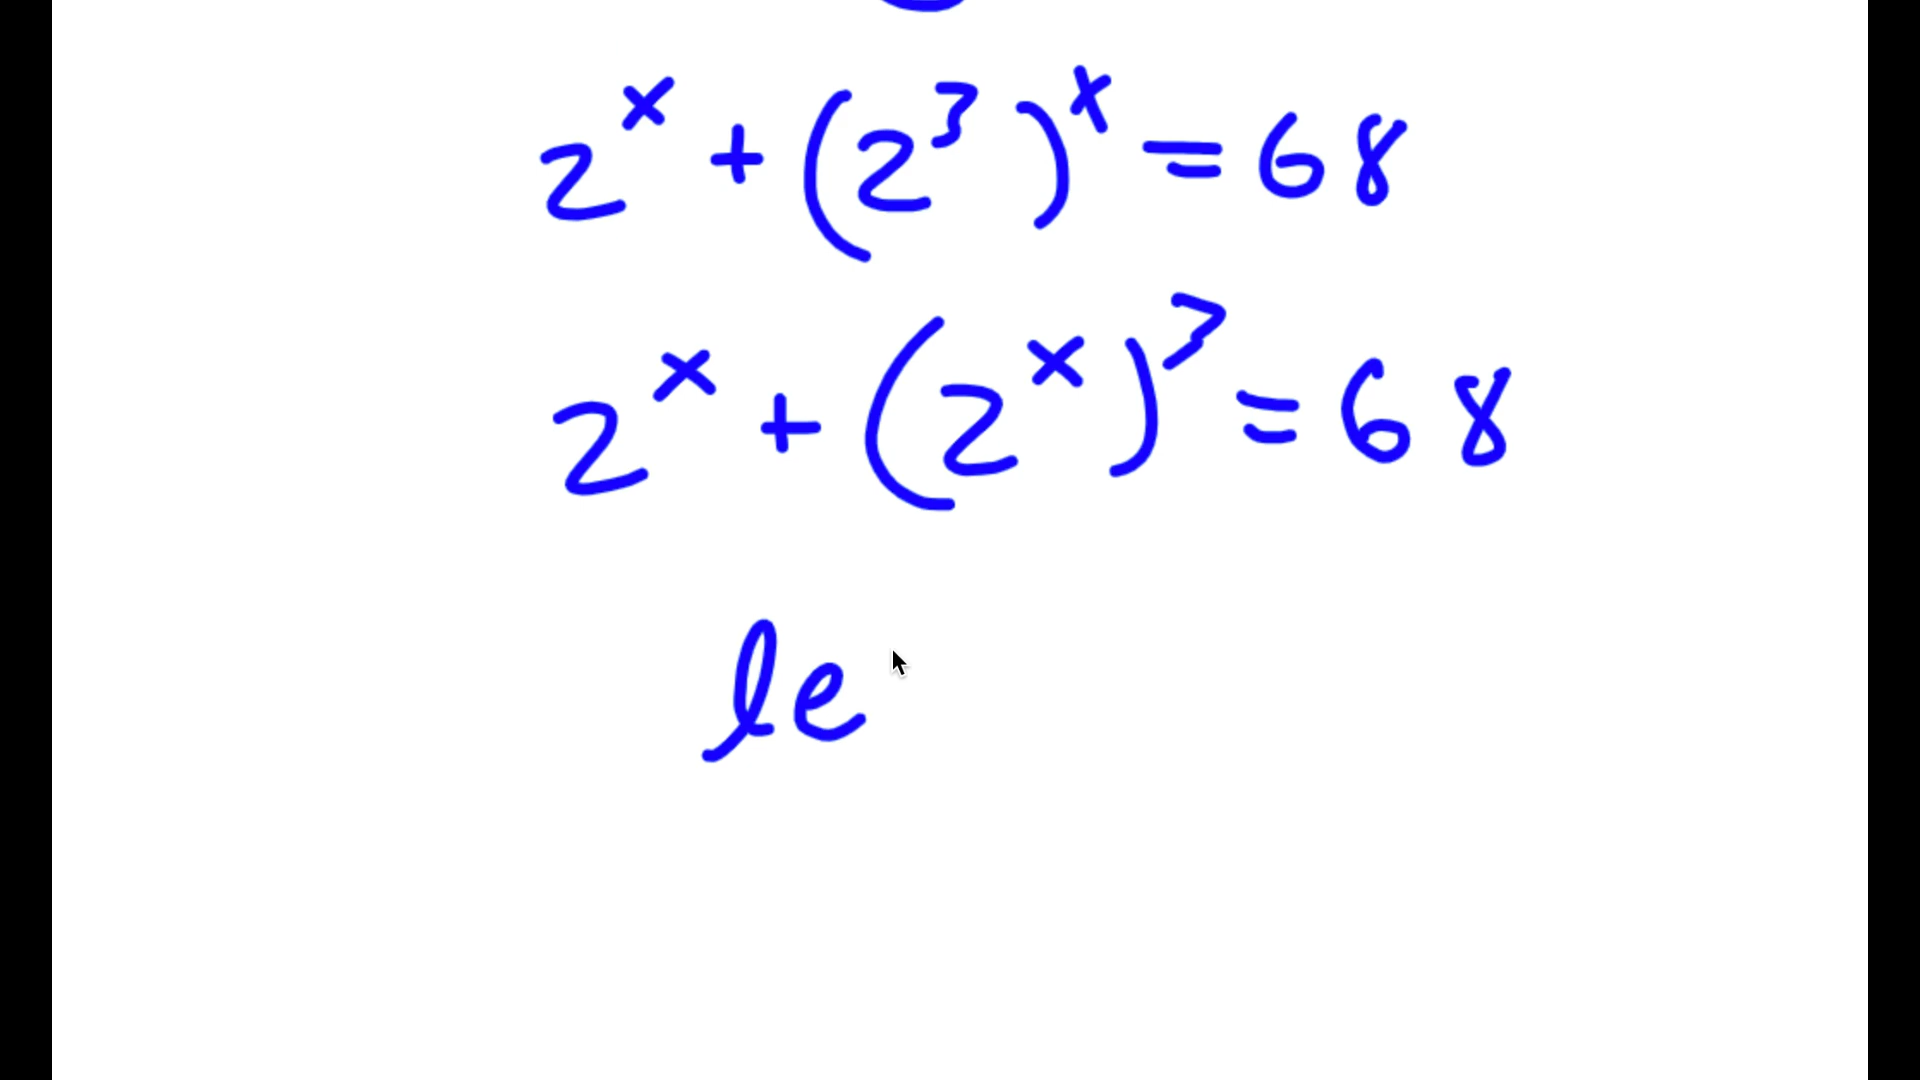 2^x + (2^3)^x = 68
2^x + (2^x)^3 = 68
le